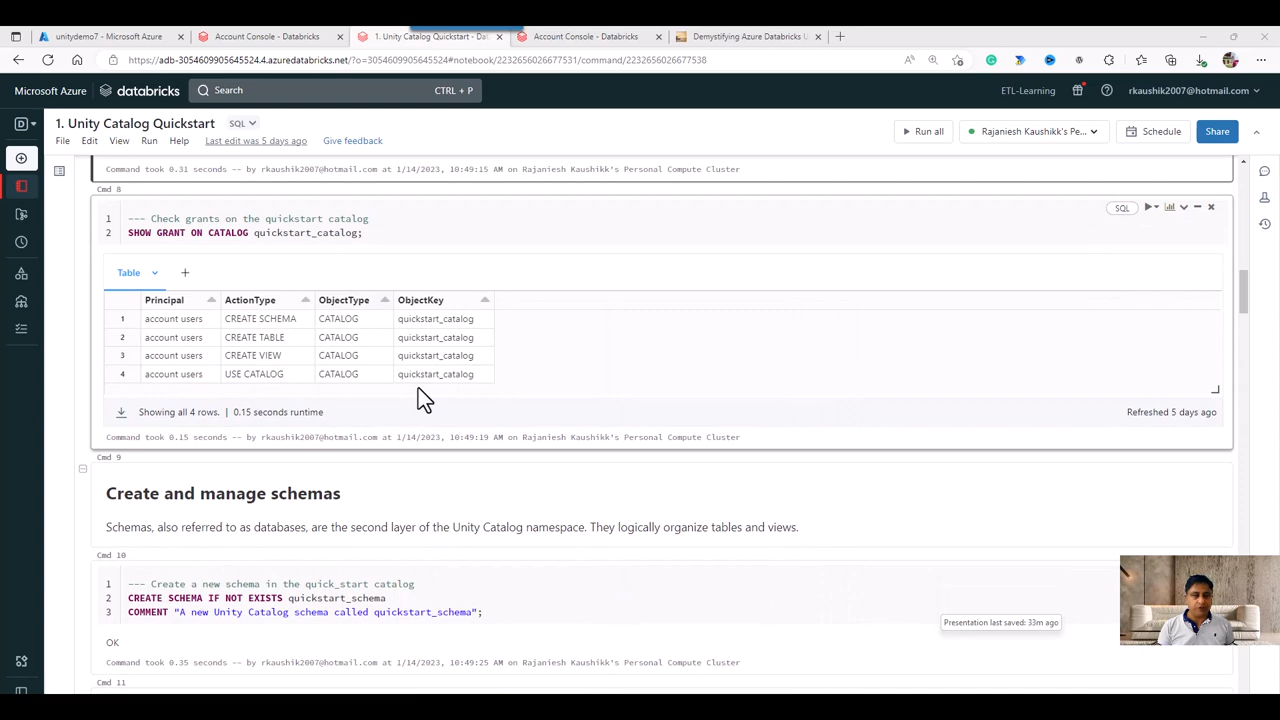 unitydemo7 - Microsoft Azure
Account Console - Databricks
1. Unity Catalog Quickstart - Dat
Account Console - Databricks
Demystifying Azure Databricks U
https://adb-3054609905645524.4.azuredatabricks.net/?o=3054609905645524#notebook/2232656026677531/command/2232656026677538
Microsoft Azure
databricks
Search
CTRL + P
ETL-Learning
rkaushik2007@hotmail.com
D
1. Unity Catalog Quickstart
SQL
File Edit View Run Help Last edit was 5 days ago Give feedback
Run all
Rajaniesh Kaushikk's Pe...
Schedule
Share
Command took 0.31 seconds -- by rkaushik2007@hotmail.com at 1/14/2023, 10:49:15 AM on Rajaniesh Kaushikk's Personal Compute Cluster
Cmd 8
SQL
1 --- Check grants on the quickstart catalog
2 SHOW GRANT ON CATALOG quickstart_catalog;
Table
Principal ActionType ObjectType ObjectKey
1 account users CREATE SCHEMA CATALOG quickstart_catalog
2 account users CREATE TABLE CATALOG quickstart_catalog
3 account users CREATE VIEW CATALOG quickstart_catalog
4 account users USE CATALOG CATALOG quickstart_catalog
Showing all 4 rows. | 0.15 seconds runtime
Refreshed 5 days ago
Command took 0.15 seconds -- by rkaushik2007@hotmail.com at 1/14/2023, 10:49:19 AM on Rajaniesh Kaushikk's Personal Compute Cluster
Cmd 9
Create and manage schemas
Schemas, also referred to as databases, are the second layer of the Unity Catalog namespace. They logically organize tables and views.
Cmd 10
1 --- Create a new schema in the quick_start catalog
2 CREATE SCHEMA IF NOT EXISTS quickstart_schema
3 COMMENT "A new Unity Catalog schema called quickstart_schema";
OK
Presentation last saved: 33m ago
Command took 0.35 seconds -- by rkaushik2007@hotmail.com at 1/14/2023, 10:49:25 AM on Rajaniesh Kaushikk's Personal Compute Cluster
Cmd 11